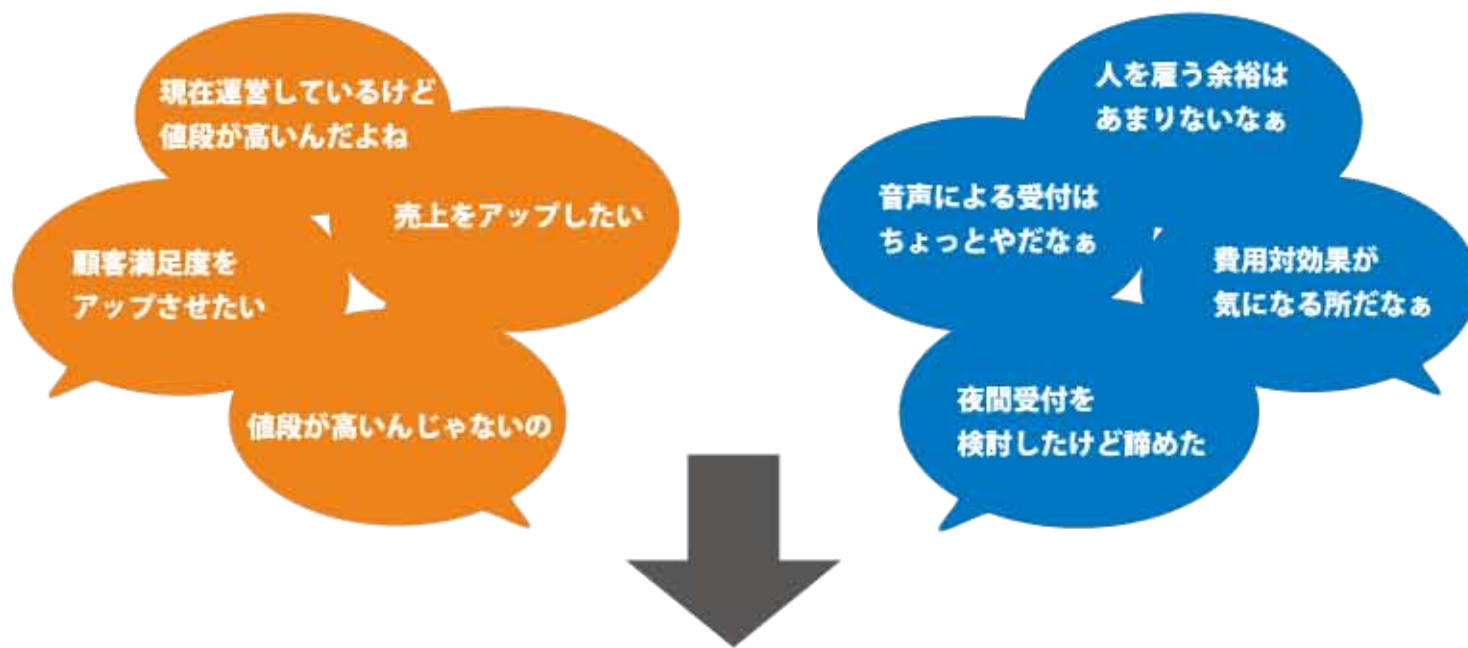 現在運営しているけど
値段が高いんだよね
売上をアップしたい
顧客満足度を
アップさせたい
値段が高いんじゃないの
人を雇う余裕は
あまりないなぁ
音声による受付は
ちょっとやだなぁ
費用対効果が
気になる所だなぁ
夜間受付を
検討したけど諦めた